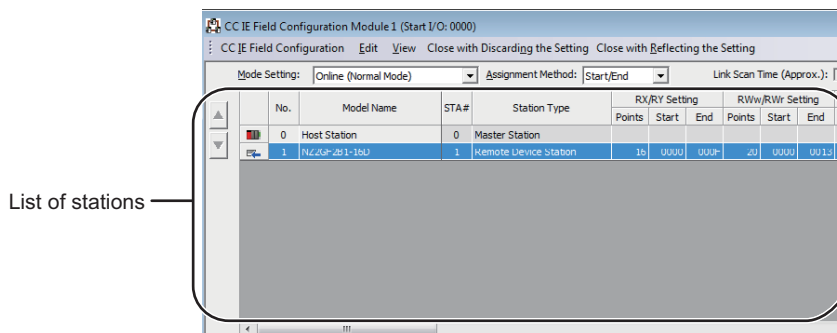 CC IE Field Configuration Module 1 (Start I/O: 0000)
CC IE Field Configuration Edit View Close with Discarding the Setting Close with Reflecting the Setting
Mode Setting: Online (Normal Mode) Assignment Method: Start/End Link Scan Time (Approx.):
No. Model Name STA# Station Type RX/RY Setting RWw/RWr Setting
Points Start End Points Start End
0 Host Station 0 Master Station
1 NZ2GF2B1-16D 1 Remote Device Station 16 0000 000F 20 0000 0013
List of stations